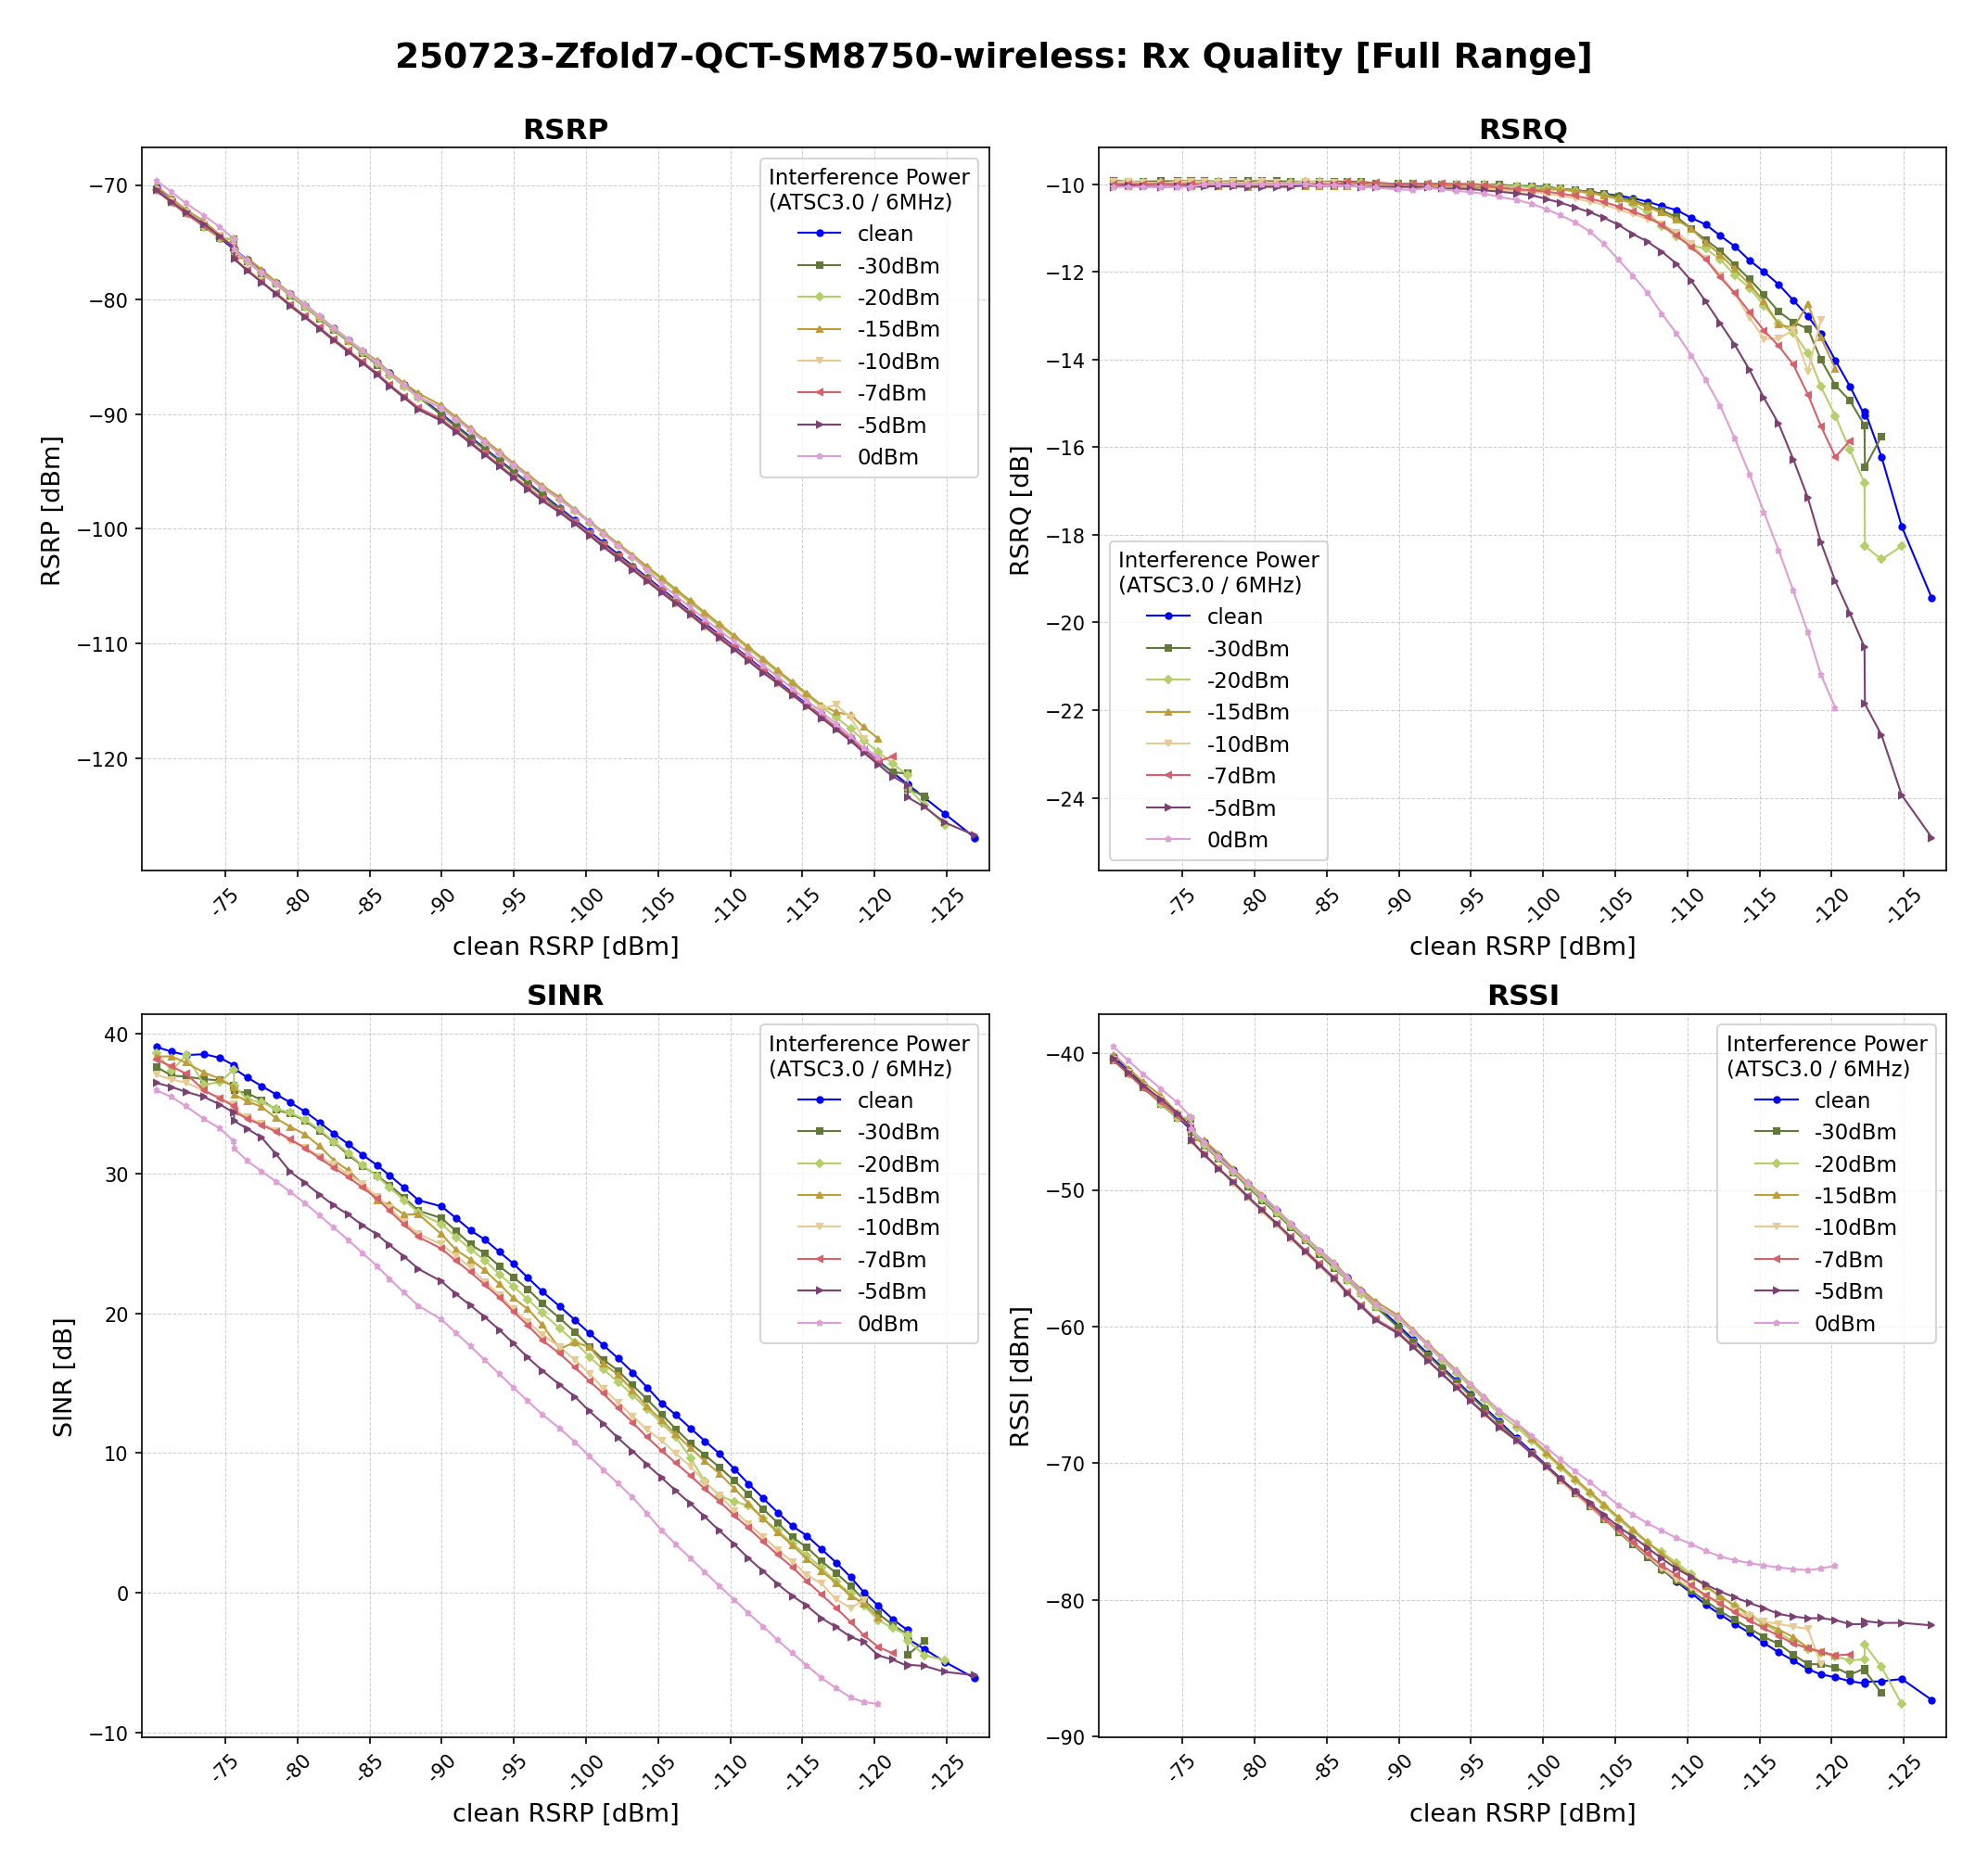 250723-Zfold7-QCT-SM8750-wireless: Rx Quality [Full Range]
RSRP
RSRP [dBm]
−70
−80
−90
−100
−110
−120
Interference Power
(ATSC3.0 / 6MHz)
clean
-30dBm
-20dBm
-15dBm
-10dBm
-7dBm
-5dBm
0dBm
-75
-80
-85
-90
-95
-100
-105
-110
-115
-120
-125
clean RSRP [dBm]
RSRQ
RSRQ [dB]
−10
−12
−14
−16
−18
−20
−22
−24
Interference Power
(ATSC3.0 / 6MHz)
clean
-30dBm
-20dBm
-15dBm
-10dBm
-7dBm
-5dBm
0dBm
-75
-80
-85
-90
-95
-100
-105
-110
-115
-120
-125
clean RSRP [dBm]
SINR
SINR [dB]
40
30
20
10
0
−10
Interference Power
(ATSC3.0 / 6MHz)
clean
-30dBm
-20dBm
-15dBm
-10dBm
-7dBm
-5dBm
0dBm
-75
-80
-85
-90
-95
-100
-105
-110
-115
-120
-125
clean RSRP [dBm]
RSSI
RSSI [dBm]
−40
−50
−60
−70
−80
−90
Interference Power
(ATSC3.0 / 6MHz)
clean
-30dBm
-20dBm
-15dBm
-10dBm
-7dBm
-5dBm
0dBm
-75
-80
-85
-90
-95
-100
-105
-110
-115
-120
-125
clean RSRP [dBm]